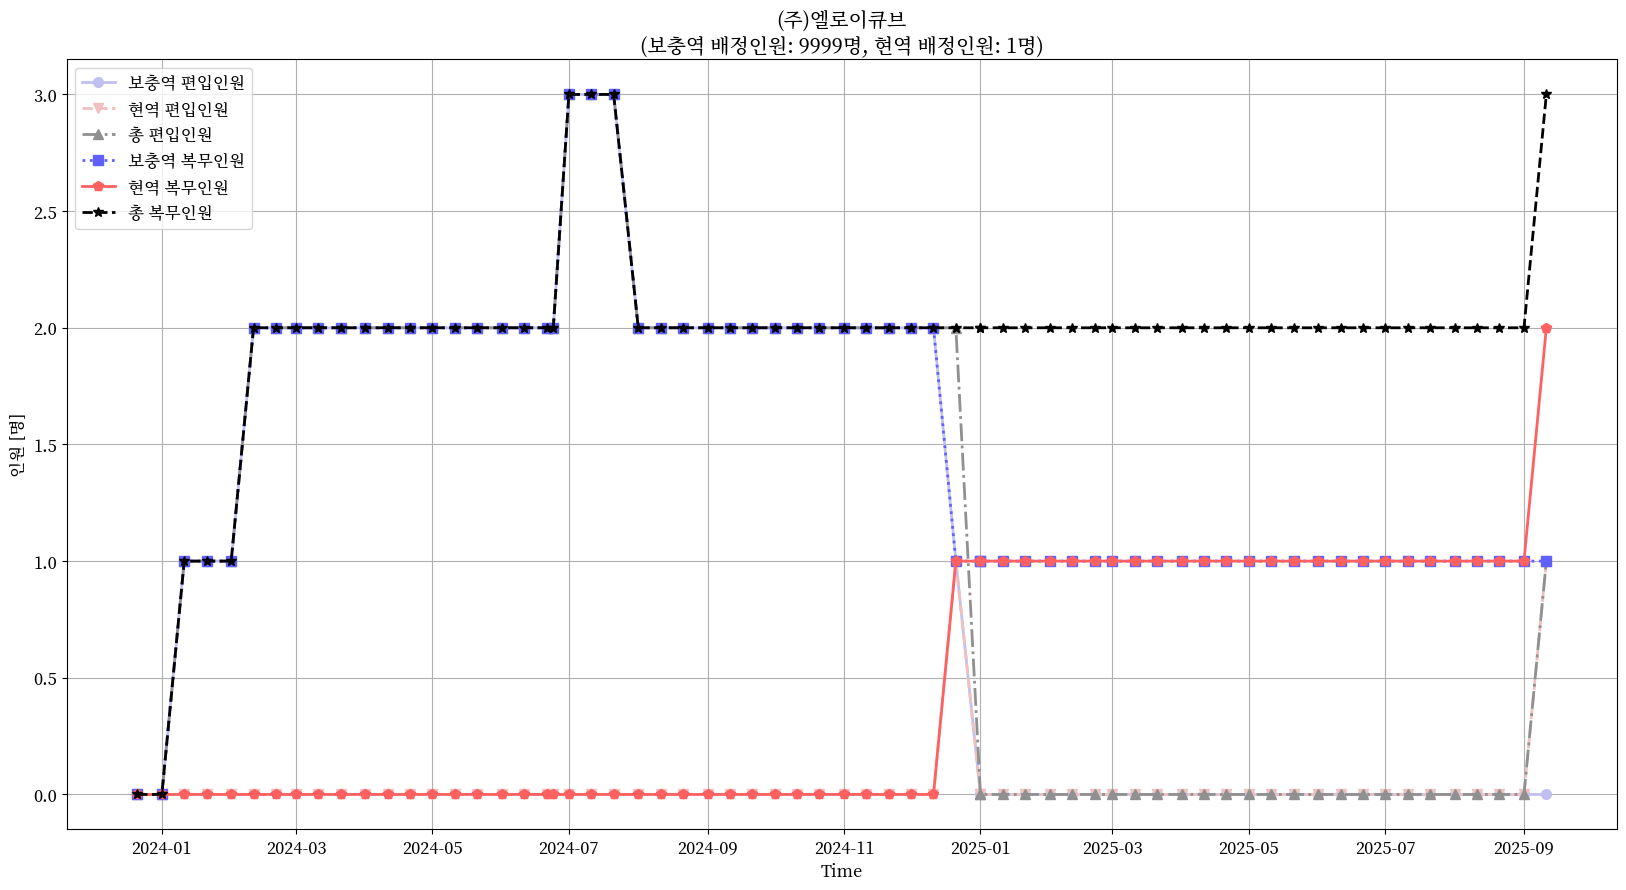 (주)엘로이큐브
(보충역 배정인원: 9999명, 현역 배정인원: 1명)
보충역 편입인원
현역 편입인원
총 편입인원
보충역 복무인원
현역 복무인원
총 복무인원
인원 [명]
3.0
2.5
2.0
1.5
1.0
0.5
0.0
2024-01
2024-03
2024-05
2024-07
2024-09
2024-11
2025-01
2025-03
2025-05
2025-07
2025-09
Time